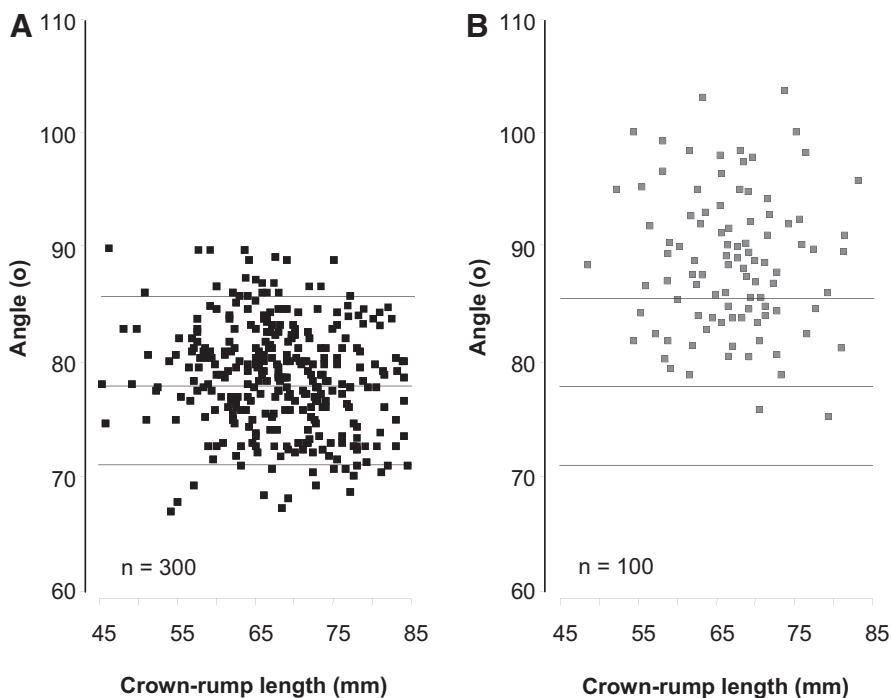 A
110
100
90
80
70
60
Angle (o)
n = 300
45 55 65 75 85
Crown-rump length (mm)
B
110
100
90
80
70
60
Angle (o)
n = 100
45 55 65 75 85
Crown-rump length (mm)